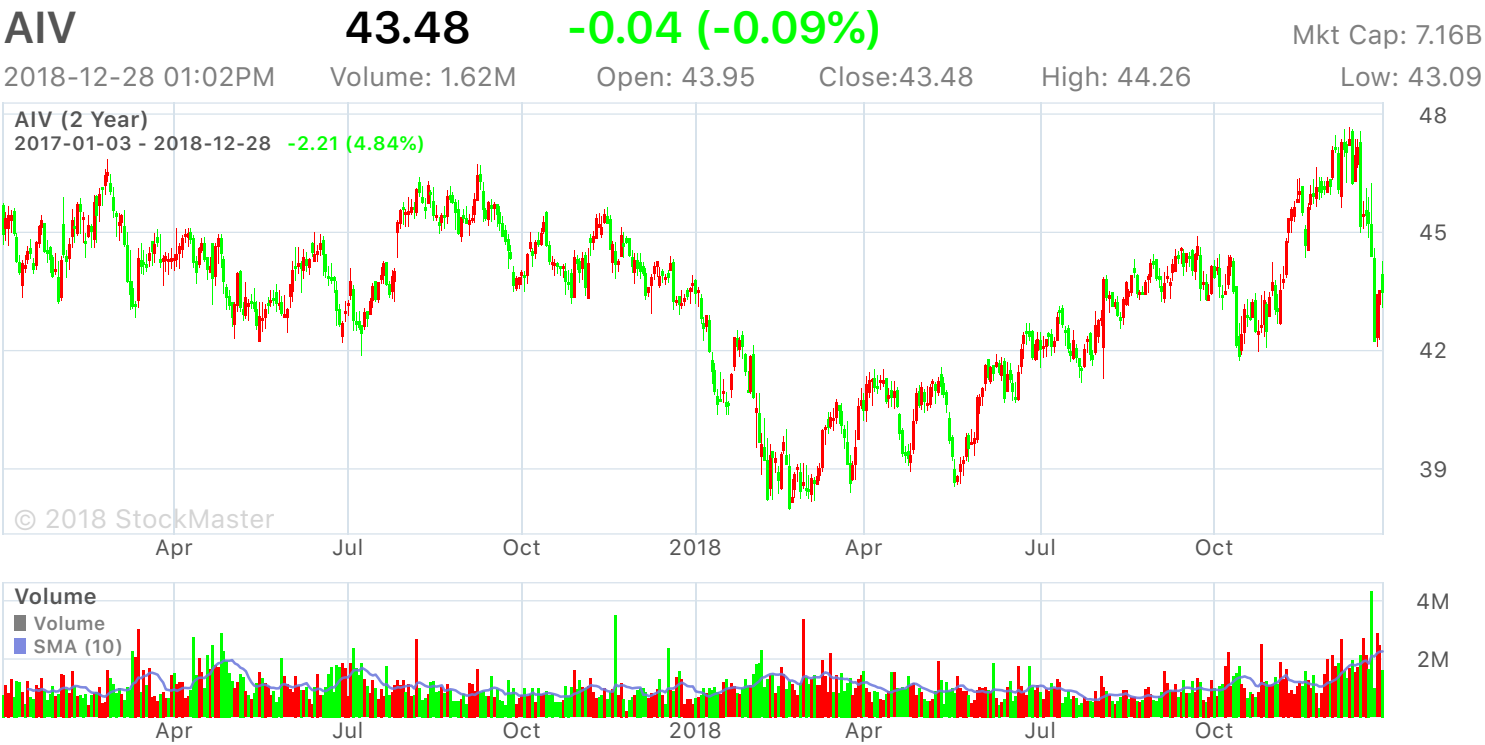 AIV 43.48 -0.04 (-0.09%) Mkt Cap: 7.16B
2018-12-28 01:02PM Volume: 1.62M Open: 43.95 Close:43.48 High: 44.26 Low: 43.09
AIV (2 Year)
2017-01-03 - 2018-12-28 -2.21 (4.84%)
48
45
42
39
© 2018 StockMaster
Apr Jul Oct 2018 Apr Jul Oct
Volume
Volume
SMA (10)
4M
2M
Apr Jul Oct 2018 Apr Jul Oct